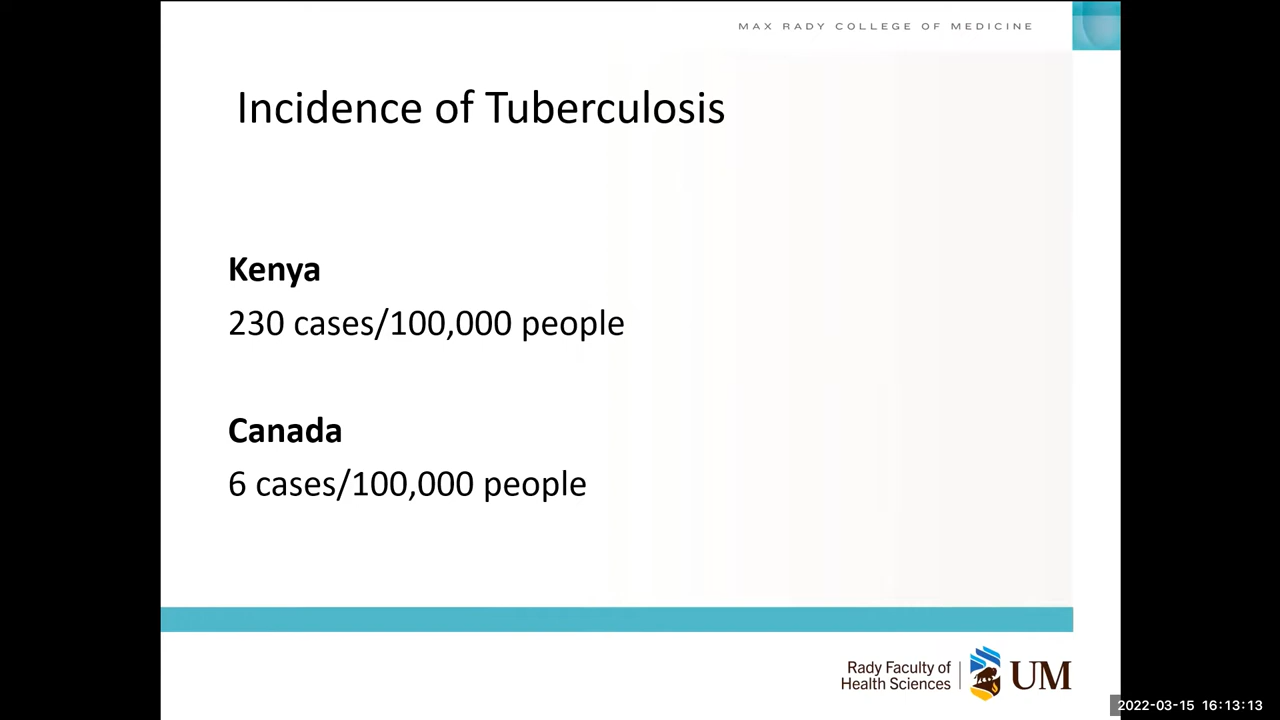 MAX RADY COLLEGE OF MEDICINE
Incidence of Tuberculosis
Kenya
230 cases/100,000 people
Canada
6 cases/100,000 people
Rady Faculty of
Health Sciences
UM
2022-03-15 16:13:13